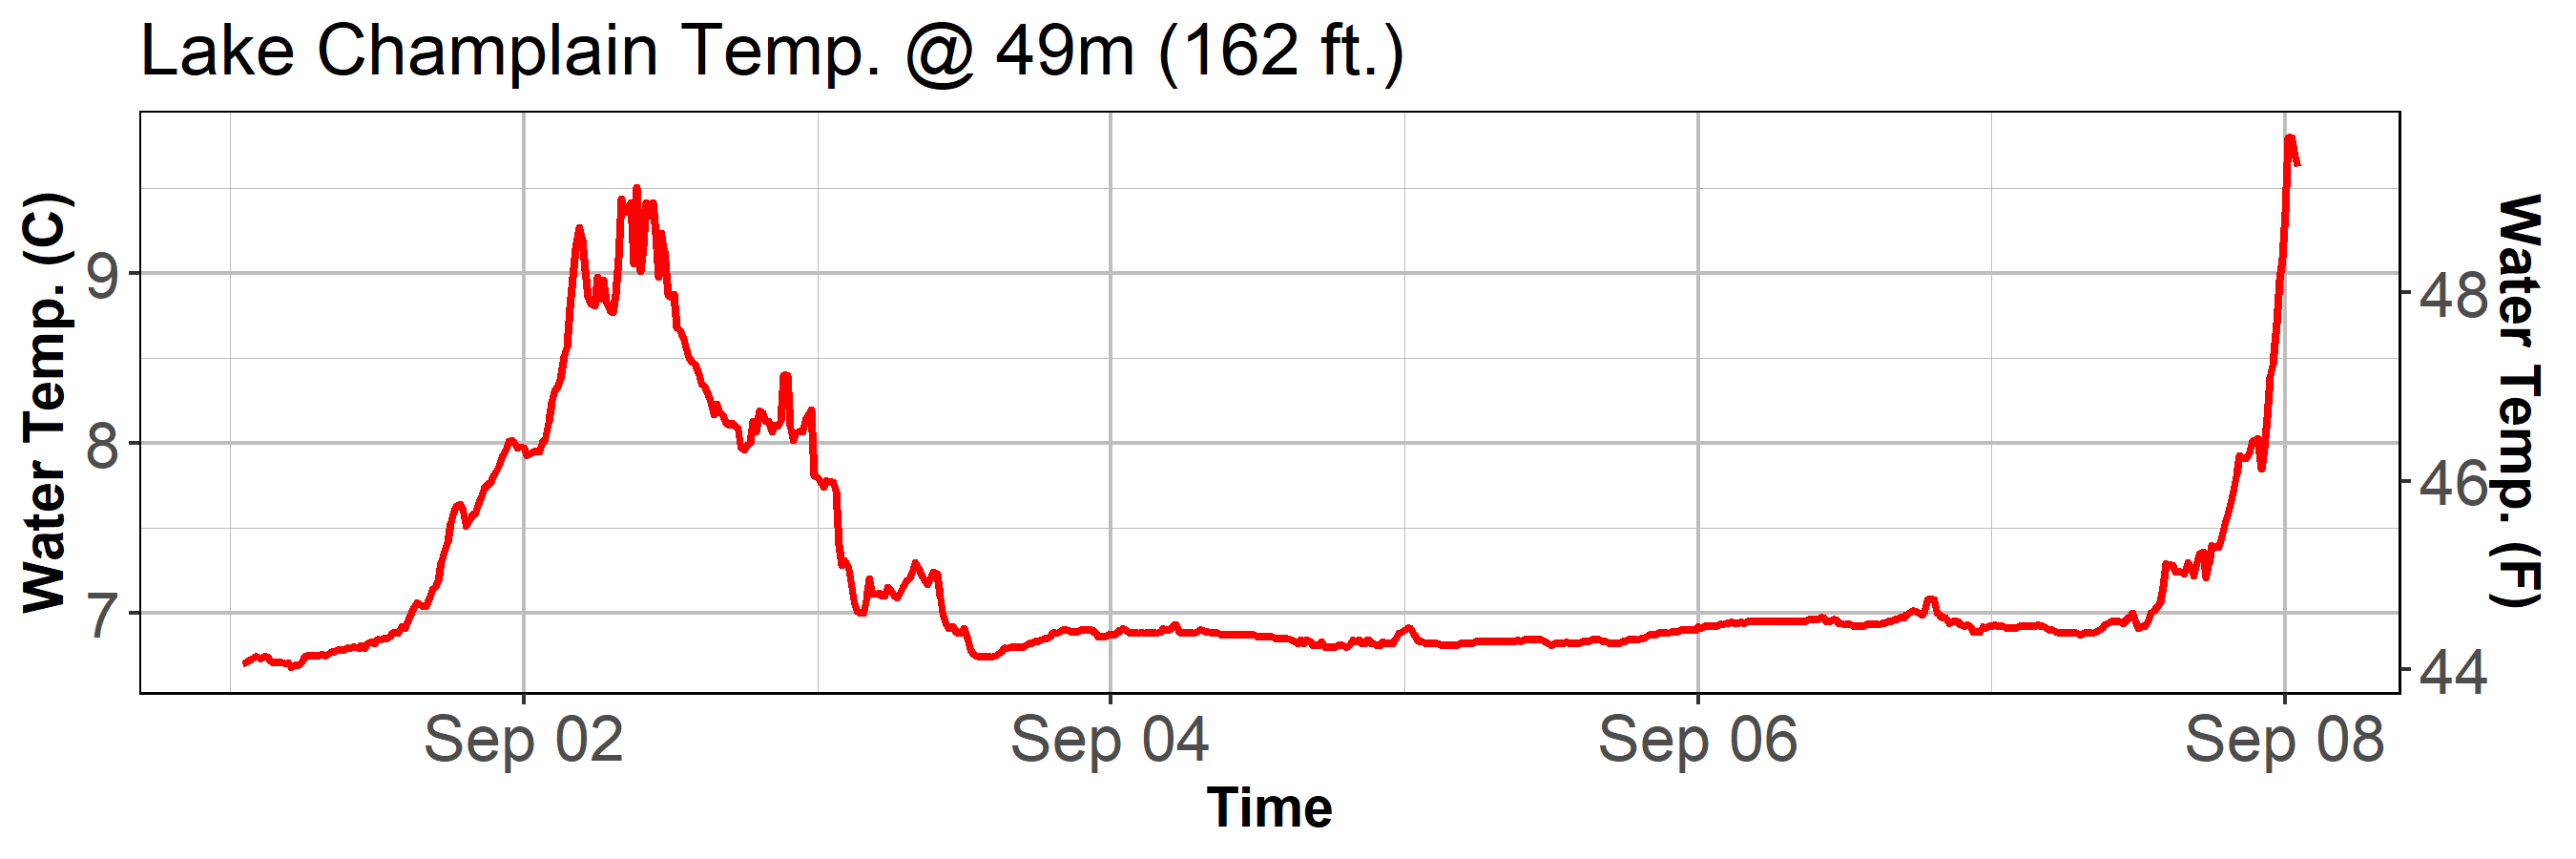 Lake Champlain Temp. @ 49m (162 ft.)
Water Temp. (C)
9
8
7
48
46
44
Water Temp. (F)
Sep 02
Sep 04
Sep 06
Sep 08
Time